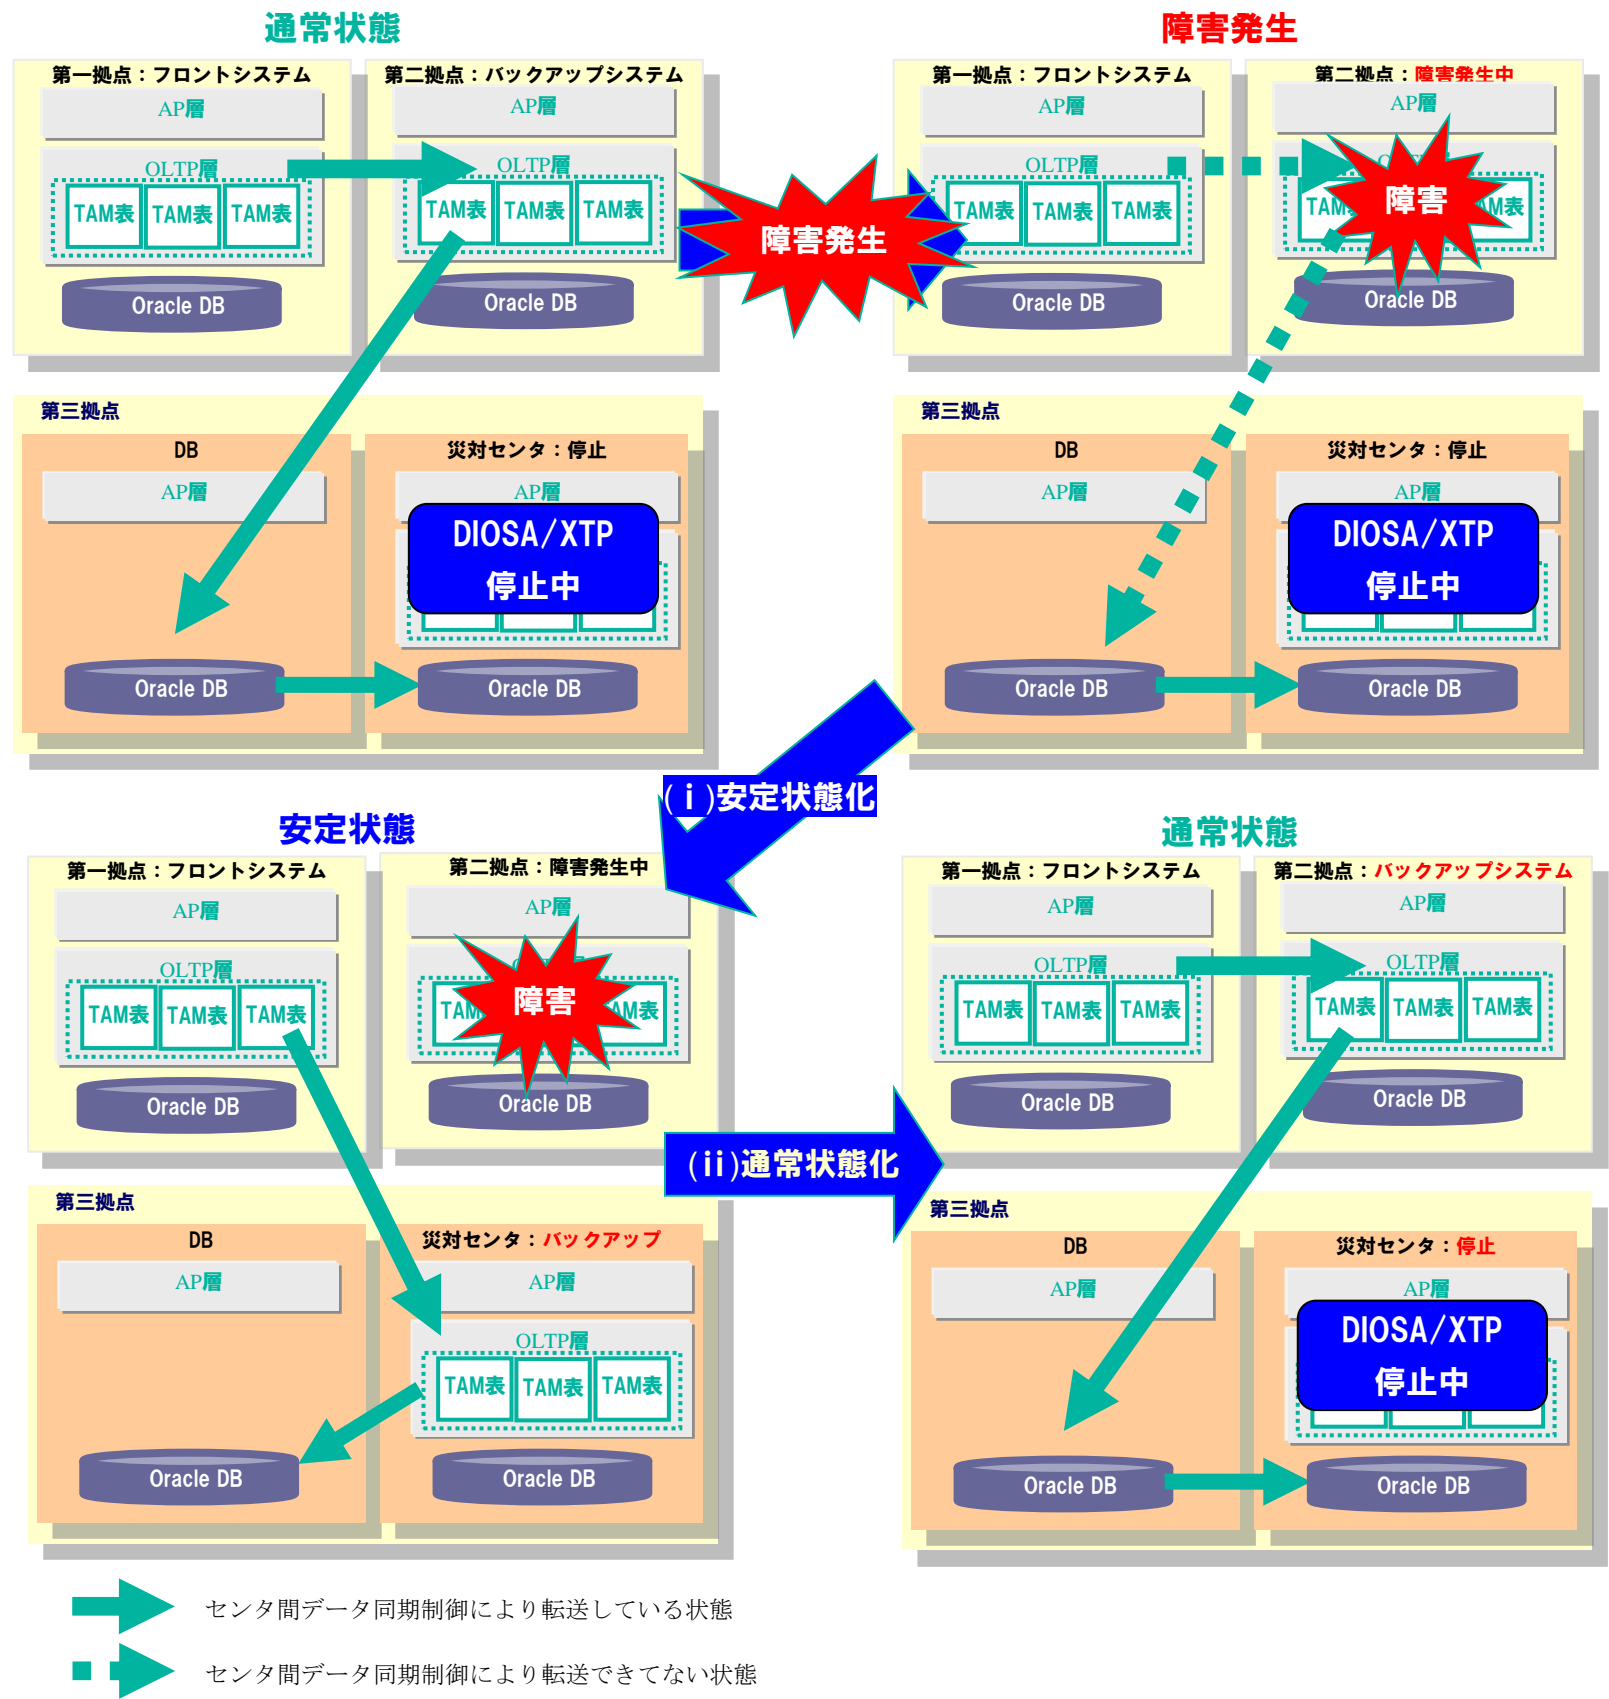 通常状態
第一拠点：フロントシステム
AP層
OLTP層
TAM表
TAM表
TAM表
Oracle DB
第二拠点：バックアップシステム
AP層
OLTP層
TAM表
TAM表
TAM表
Oracle DB
第三拠点
DB
AP層
Oracle DB
災対センタ：停止
AP層
DIOSA/XTP
停止中
Oracle DB
障害発生
障害発生
第一拠点：フロントシステム
AP層
OLTP層
TAM表
TAM表
TAM表
Oracle DB
第二拠点：障害発生中
AP層
障害
Oracle DB
第三拠点
DB
AP層
Oracle DB
災対センタ：停止
AP層
DIOSA/XTP
停止中
Oracle DB
(ⅰ)安定状態化
安定状態
第一拠点：フロントシステム
AP層
OLTP層
TAM表
TAM表
TAM表
Oracle DB
第二拠点：障害発生中
AP層
障害
Oracle DB
第三拠点
DB
AP層
Oracle DB
災対センタ：バックアップ
AP層
OLTP層
TAM表
TAM表
TAM表
Oracle DB
(ⅱ)通常状態化
通常状態
第一拠点：フロントシステム
AP層
OLTP層
TAM表
TAM表
TAM表
Oracle DB
第二拠点：バックアップシステム
AP層
OLTP層
TAM表
TAM表
TAM表
Oracle DB
第三拠点
DB
AP層
Oracle DB
災対センタ：停止
AP層
DIOSA/XTP
停止中
Oracle DB
センタ間データ同期制御により転送している状態
センタ間データ同期制御により転送できてない状態